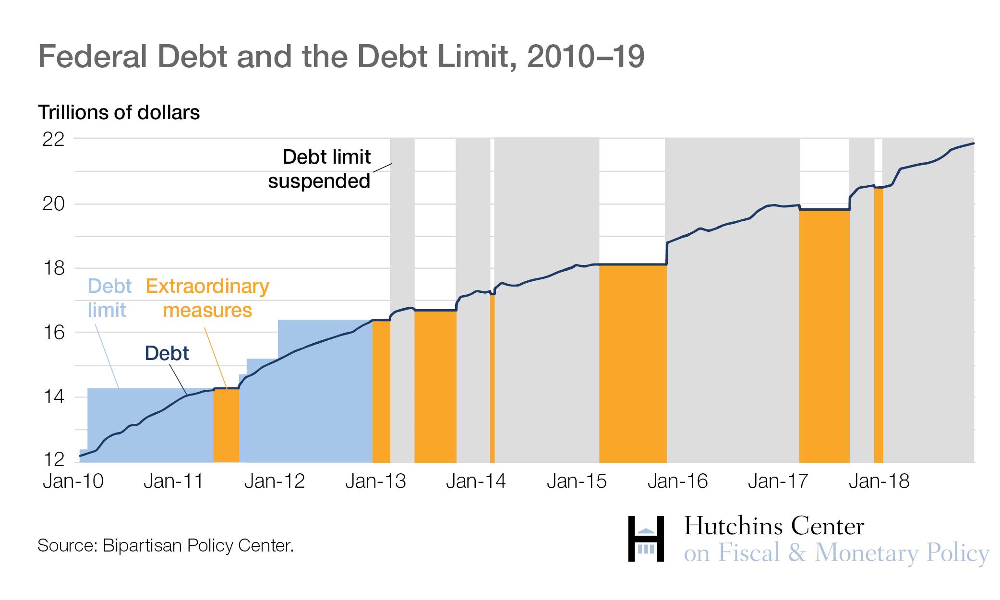 Federal Debt and the Debt Limit, 2010–19
Trillions of dollars
22
20
18
16
14
12
Debt limit
suspended
Debt
limit
Extraordinary
measures
Debt
Jan-10
Jan-11
Jan-12
Jan-13
Jan-14
Jan-15
Jan-16
Jan-17
Jan-18
Source: Bipartisan Policy Center.
Hutchins Center
on Fiscal & Monetary Policy